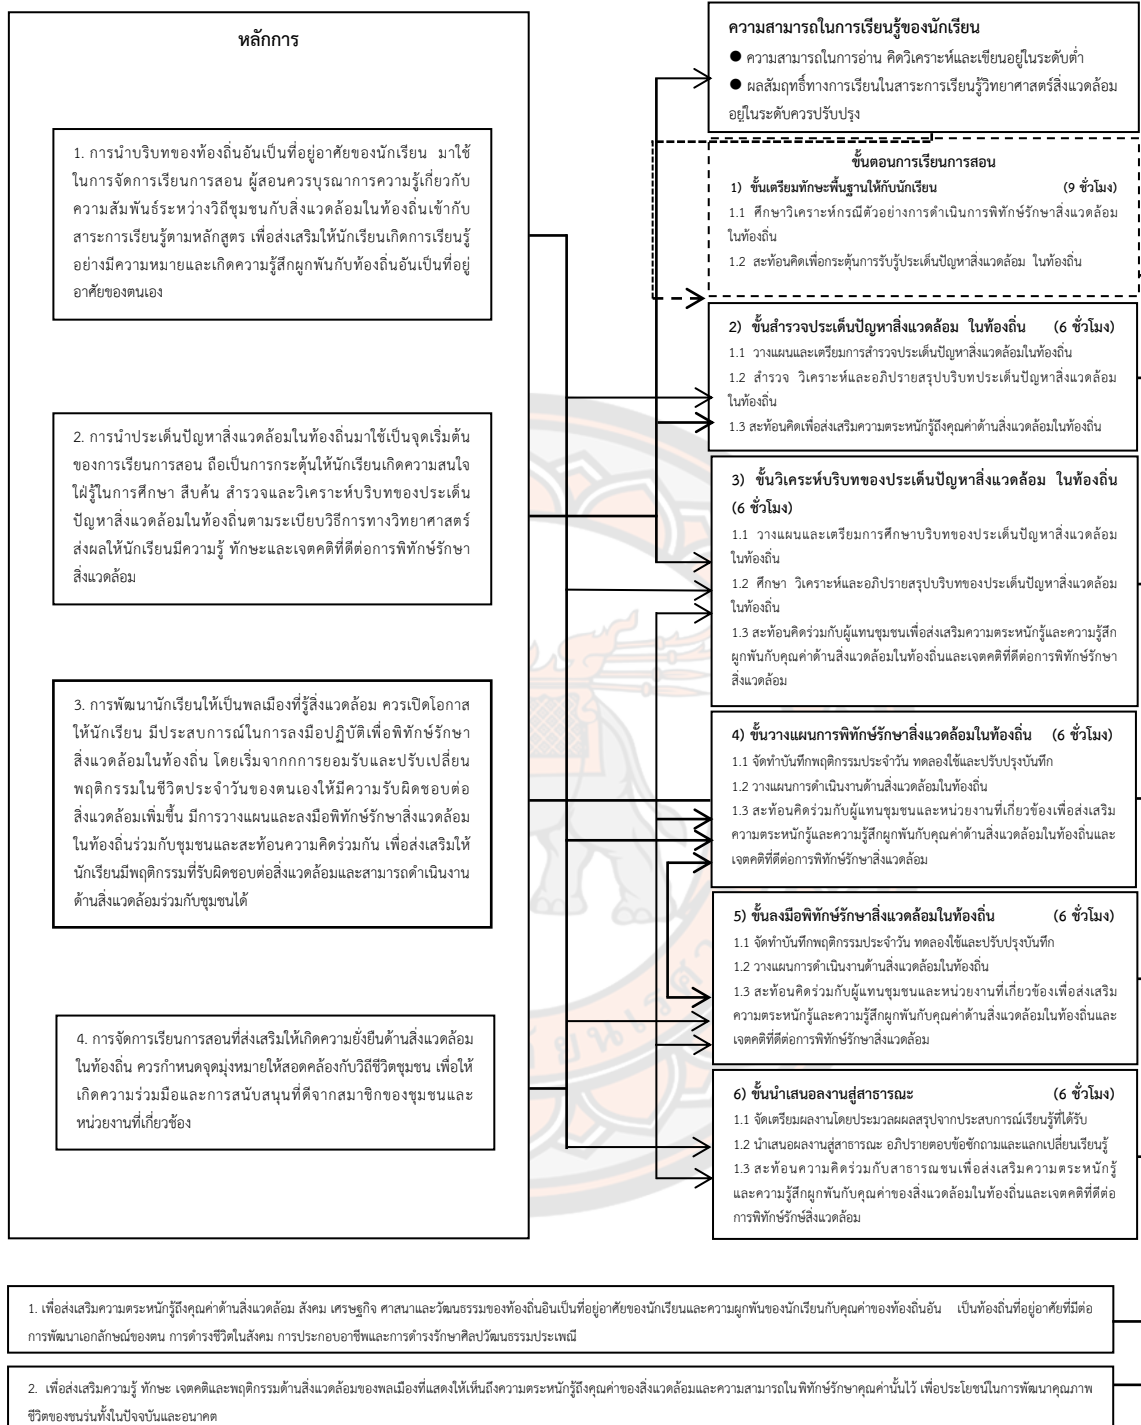 หลักการ
1. การนำบริบทของท้องถิ่นอันเป็นที่อยู่อาศัยของนักเรียน มาใช้
ในการจัดการเรียนการสอน ผู้สอนควรบูรณาการความรู้เกี่ยวกับ
ความสัมพันธ์ระหว่างวิถีชุมชนกับสิ่งแวดล้อมในท้องถิ่นเข้ากับ
สาระการเรียนรู้ตามหลักสูตร เพื่อส่งเสริมให้นักเรียนเกิดการเรียนรู้
อย่างมีความหมายและเกิดความรู้สึกผูกพันกับท้องถิ่นอันเป็นที่อยู่
อาศัยของตนเอง
2. การนำประเด็นปัญหาสิ่งแวดล้อมในท้องถิ่นมาใช้เป็นจุดเริ่มต้น
ของการเรียนการสอน ถือเป็นการกระตุ้นให้นักเรียนเกิดความสนใจ
ใฝ่รู้ในการศึกษา สืบค้น สำรวจและวิเคราะห์บริบทของประเด็น
ปัญหาสิ่งแวดล้อมในท้องถิ่นตามระเบียบวิธีการทางวิทยาศาสตร์
ส่งผลให้นักเรียนมีความรู้ ทักษะและเจตคติที่ดีต่อการพิทักษ์รักษา
สิ่งแวดล้อม
3. การพัฒนานักเรียนให้เป็นพลเมืองที่รู้สิ่งแวดล้อม ควรเปิดโอกาส
ให้นักเรียน มีประสบการณ์ในการลงมือปฏิบัติเพื่อพิทักษ์รักษา
สิ่งแวดล้อมในท้องถิ่น โดยเริ่มจากกการยอมรับและปรับเปลี่ยน
พฤติกรรมในชีวิตประจำวันของตนเองให้มีความรับผิดชอบต่อ
สิ่งแวดล้อมเพิ่มขึ้น มีการวางแผนและลงมือพิทักษ์รักษาสิ่งแวดล้อม
ในท้องถิ่นร่วมกับชุมชนและสะท้อนความคิดร่วมกัน เพื่อส่งเสริมให้
นักเรียนมีพฤติกรรมที่รับผิดชอบต่อสิ่งแวดล้อมและสามารถดำเนินงาน
ด้านสิ่งแวดล้อมร่วมกับชุมชนได้
4. การจัดการเรียนการสอนที่ส่งเสริมให้เกิดความยั่งยืนด้านสิ่งแวดล้อม
ในท้องถิ่น ควรกำหนดจุดมุ่งหมายให้สอดคล้องกับวิถีชีวิตชุมชน เพื่อให้
เกิดความร่วมมือและการสนับสนุนที่ดีจากสมาชิกของชุมชนและ
หน่วยงานที่เกี่ยวช้อง
ความสามารถในการเรียนรู้ของนักเรียน
● ความสามารถในการอ่าน คิดวิเคราะห์และเขียนอยู่ในระดับต่ำ
● ผลสัมฤทธิ์ทางการเรียนในสาระการเรียนรู้วิทยาศาสตร์สิ่งแวดล้อม
อยู่ในระดับควรปรับปรุง
ขั้นตอนการเรียนการสอน
1) ขั้นเตรียมทักษะพื้นฐานให้กับนักเรียน (9 ชั่วโมง)
1.1 ศึกษาวิเคราะห์กรณีตัวอย่างการดำเนินการพิทักษ์รักษาสิ่งแวดล้อม
ในท้องถิ่น
1.2 สะท้อนคิดเพื่อกระตุ้นการรับรู้ประเด็นปัญหาสิ่งแวดล้อม ในท้องถิ่น
2) ขั้นสำรวจประเด็นปัญหาสิ่งแวดล้อม ในท้องถิ่น (6 ชั่วโมง)
1.1 วางแผนและเตรียมการสำรวจประเด็นปัญหาสิ่งแวดล้อมในท้องถิ่น
1.2 สำรวจ วิเคราะห์และอภิปรายสรุปบริบทประเด็นปัญหาสิ่งแวดล้อม
ในท้องถิ่น
1.3 สะท้อนคิดเพื่อส่งเสริมความตระหนักรู้ถึงคุณค่าด้านสิ่งแวดล้อมในท้องถิ่น
3) ขั้นวิเคระห์บริบทของประเด็นปัญหาสิ่งแวดล้อม ในท้องถิ่น
(6 ชั่วโมง)
1.1 วางแผนและเตรียมการศึกษาบริบทของประเด็นปัญหาสิ่งแวดล้อม
ในท้องถิ่น
1.2 ศึกษา วิเคราะห์และอภิปรายสรุปบริบทของประเด็นปัญหาสิ่งแวดล้อม
ในท้องถิ่น
1.3 สะท้อนคิดร่วมกับผู้แทนชุมชนเพื่อส่งเสริมความตระหนักรู้และความรู้สึก
ผูกพันกับคุณค่าด้านสิ่งแวดล้อมในท้องถิ่นและเจตคติที่ดีต่อการพิทักษ์รักษา
สิ่งแวดล้อม
4) ขั้นวางแผนการพิทักษ์รักษาสิ่งแวดล้อมในท้องถิ่น (6 ชั่วโมง)
1.1 จัดทำบันทึกพฤติกรรมประจำวัน ทดลองใช้และปรับปรุงบันทึก
1.2 วางแผนการดำเนินงานด้านสิ่งแวดล้อมในท้องถิ่น
1.3 สะท้อนคิดร่วมกับผู้แทนชุมชนและหน่วยงานที่เกี่ยวข้องเพื่อส่งเสริม
ความตระหนักรู้และความรู้สึกผูกพันกับคุณค่าด้านสิ่งแวดล้อมในท้องถิ่นและ
เจตคติที่ดีต่อการพิทักษ์รักษาสิ่งแวดล้อม
5) ขั้นลงมือพิทักษ์รักษาสิ่งแวดล้อมในท้องถิ่น (6 ชั่วโมง)
1.1 จัดทำบันทึกพฤติกรรมประจำวัน ทดลองใช้และปรับปรุงบันทึก
1.2 วางแผนการดำเนินงานด้านสิ่งแวดล้อมในท้องถิ่น
1.3 สะท้อนคิดร่วมกับผู้แทนชุมชนและหน่วยงานที่เกี่ยวข้องเพื่อส่งเสริม
ความตระหนักรู้และความรู้สึกผูกพันกับคุณค่าด้านสิ่งแวดล้อมในท้องถิ่นและ
เจตคติที่ดีต่อการพิทักษ์รักษาสิ่งแวดล้อม
6) ขั้นนำเสนอลงานสู่สาธารณะ (6 ชั่วโมง)
1.1 จัดเตรียมผลงานโดยประมวลผผลสรุปจากประสบการณ์เรียนรู้ที่ได้รับ
1.2 นำเสนอผลงานสู่สาธารณะ อภิปรายตอบข้อซักถามและแลกเปลี่ยนเรียนรู้
1.3 สะท้อนความคิดร่วมกับสาธารณชนเพื่อส่งเสริมความตระหนักรู้
และความรู้สึกผูกพันกับคุณค่าของสิ่งแวดล้อมในท้องถิ่นและเจตคติที่ดีต่อ
การพิทักษ์รักษ์สิ่งแวดล้อม
1. เพื่อส่งเสริมความตระหนักรู้ถึงคุณค่าด้านสิ่งแวดล้อม สังคม เศรษฐกิจ ศาสนาและวัฒนธรรมของท้องถิ่นอินเป็นที่อยู่อาศัยของนักเรียนและความผูกพันของนักเรียนกับคุณค่าของท้องถิ่นอัน เป็นท้องถิ่นที่อยู่อาศัยที่มีต่อ
การพัฒนาเอกลักษณ์ของตน การดำรงชีวิตในสังคม การประกอบอาชีพและการดำรงรักษาศิลปวัฒนธรรมประเพณี
2. เพื่อส่งเสริมความรู้ ทักษะ เจตคติและพฤติกรรมด้านสิ่งแวดล้อมของพลเมืองที่แสดงให้เห็นถึงความตระหนักรู้ถึงคุณค่าของสิ่งแวดล้อมและความสามารถในพิทักษ์รักษาคุณค่านั้นไว้ เพื่อประโยชน์ในการพัฒนาคุณภาพ
ชีวิตของชนรุ่นทั้งในปัจจุบันและอนาคต